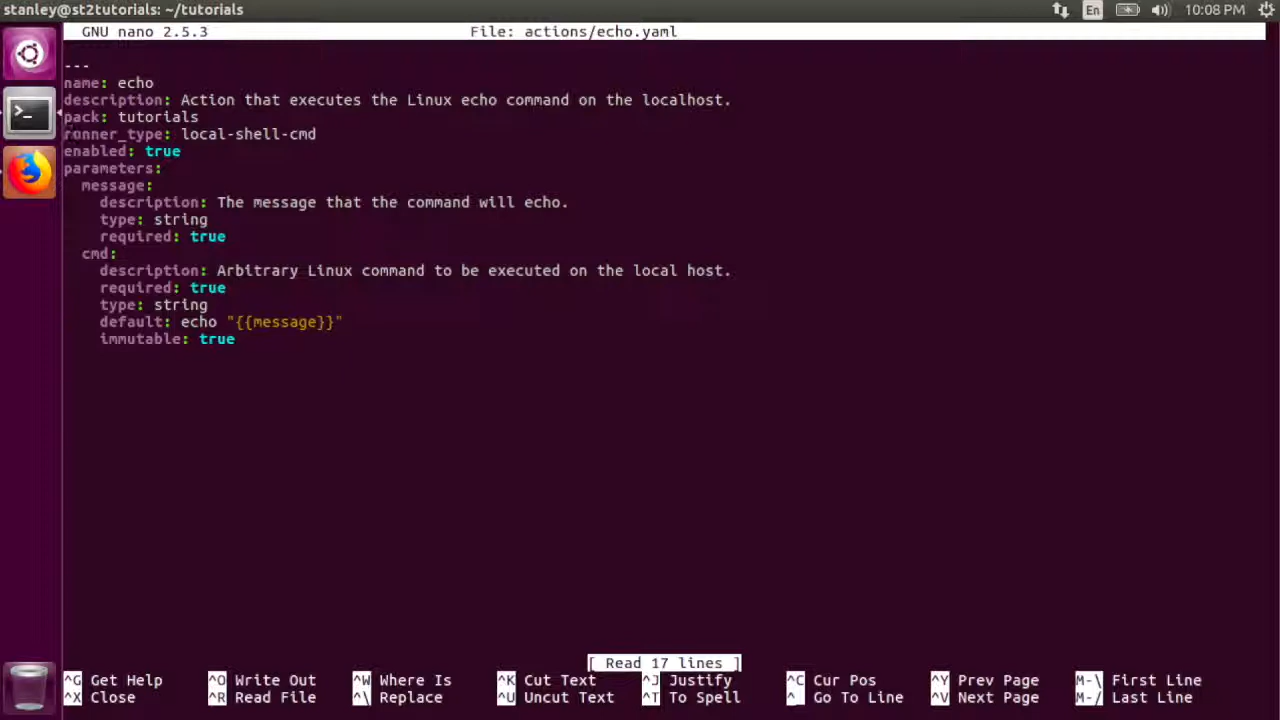 stanley@st2tutorials: ~/tutorials En 10:08 PM
GNU nano 2.5.3 File: actions/echo.yaml
---
name: echo
description: Action that executes the Linux echo command on the localhost.
pack: tutorials
runner_type: local-shell-cmd
enabled: true
parameters:
  message:
    description: The message that the command will echo.
    type: string
    required: true
  cmd:
    description: Arbitrary Linux command to be executed on the local host.
    required: true
    type: string
    default: echo "{{message}}"
    immutable: true
[ Read 17 lines ]
^G Get Help ^O Write Out ^W Where Is ^K Cut Text ^J Justify ^C Cur Pos ^Y Prev Page M-\ First Line
^X Close ^R Read File ^\ Replace ^U Uncut Text ^T To Spell ^_ Go To Line ^V Next Page M-/ Last Line